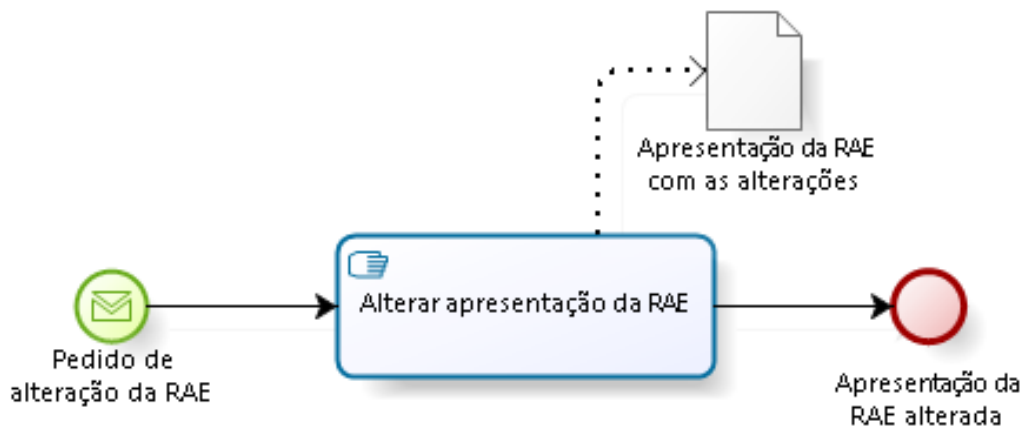 Apresentação da RAE
com as alterações
Alterar apresentação da RAE
Pedido de
alteração da RAE
Apresentação da
RAE alterada